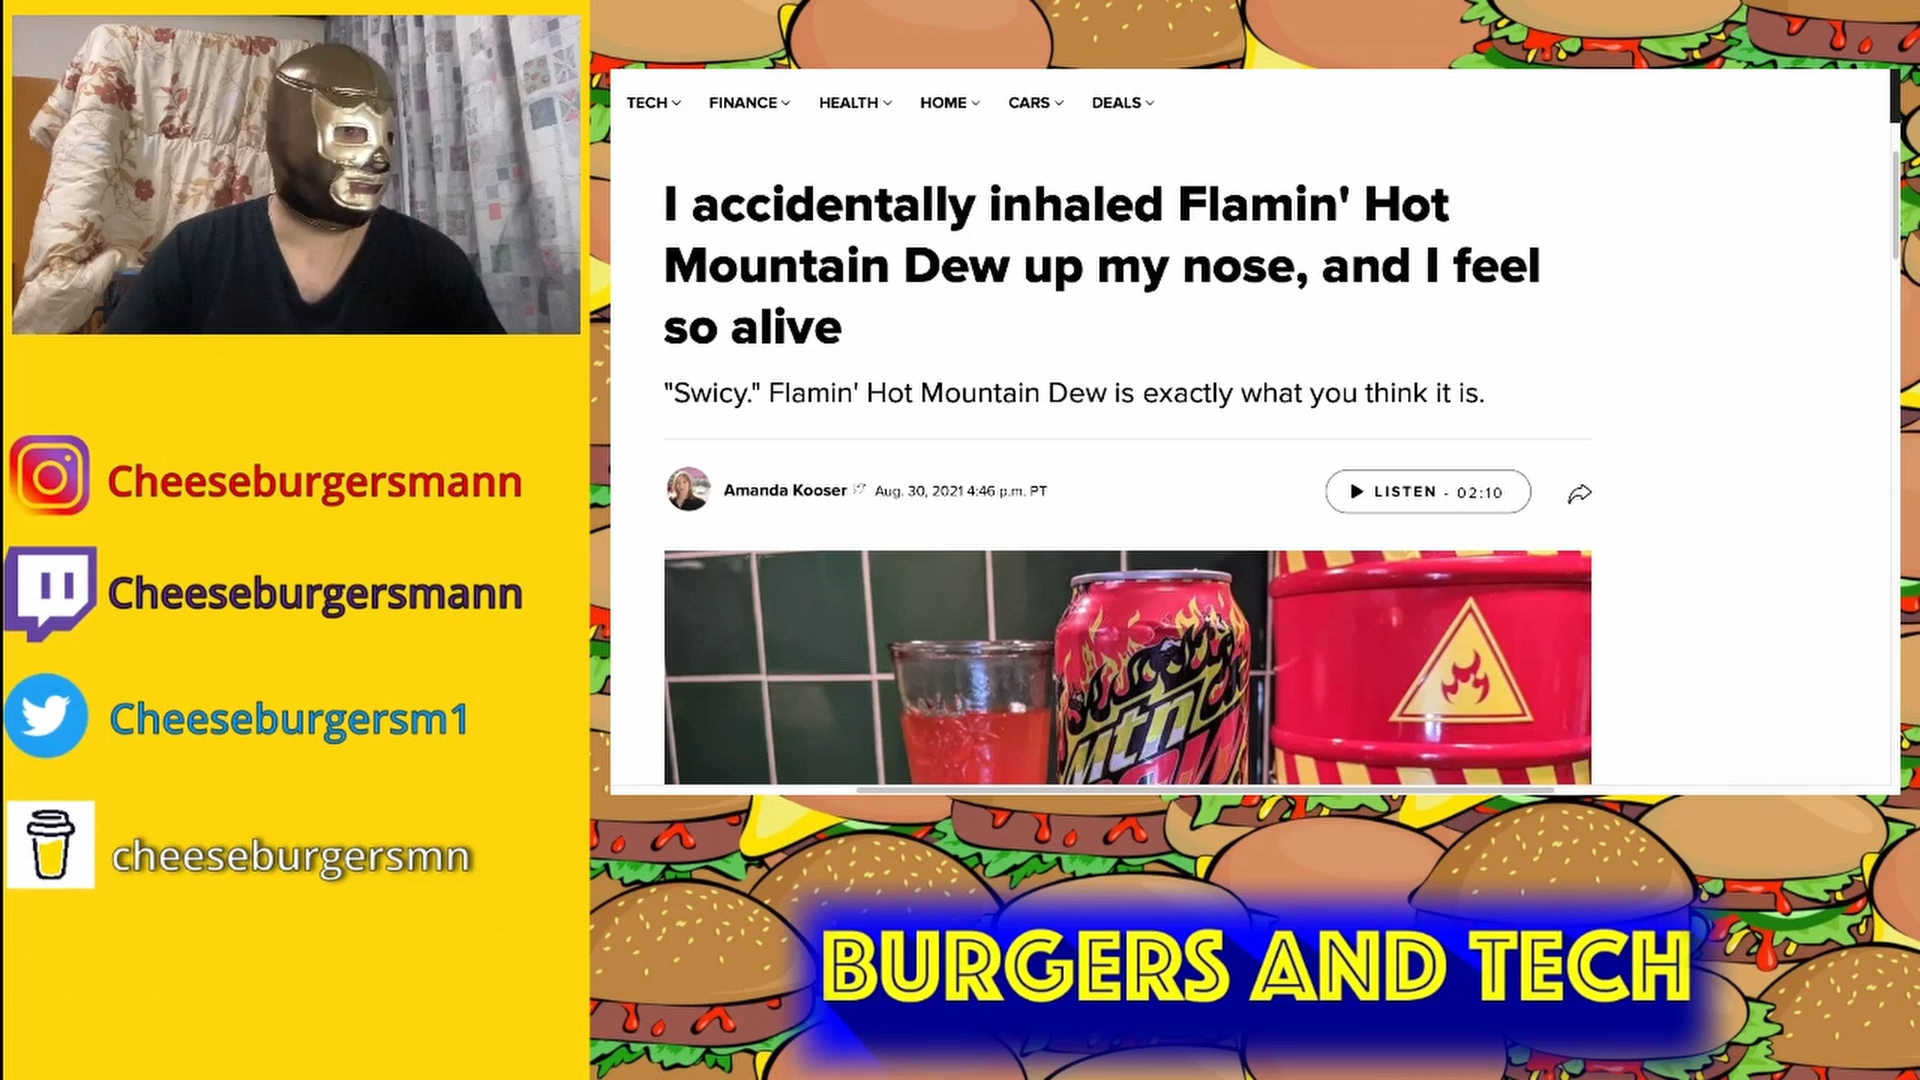 TECH FINANCE HEALTH HOME CARS DEALS
I accidentally inhaled Flamin' Hot
Mountain Dew up my nose, and I feel
so alive
"Swicy." Flamin' Hot Mountain Dew is exactly what you think it is.
Amanda Kooser Aug. 30, 2021 4:46 p.m. PT
LISTEN - 02:10
mtn
Cheeseburgersmann
Cheeseburgersmann
Cheeseburgersm1
cheeseburgersmn
BURGERS AND TECH